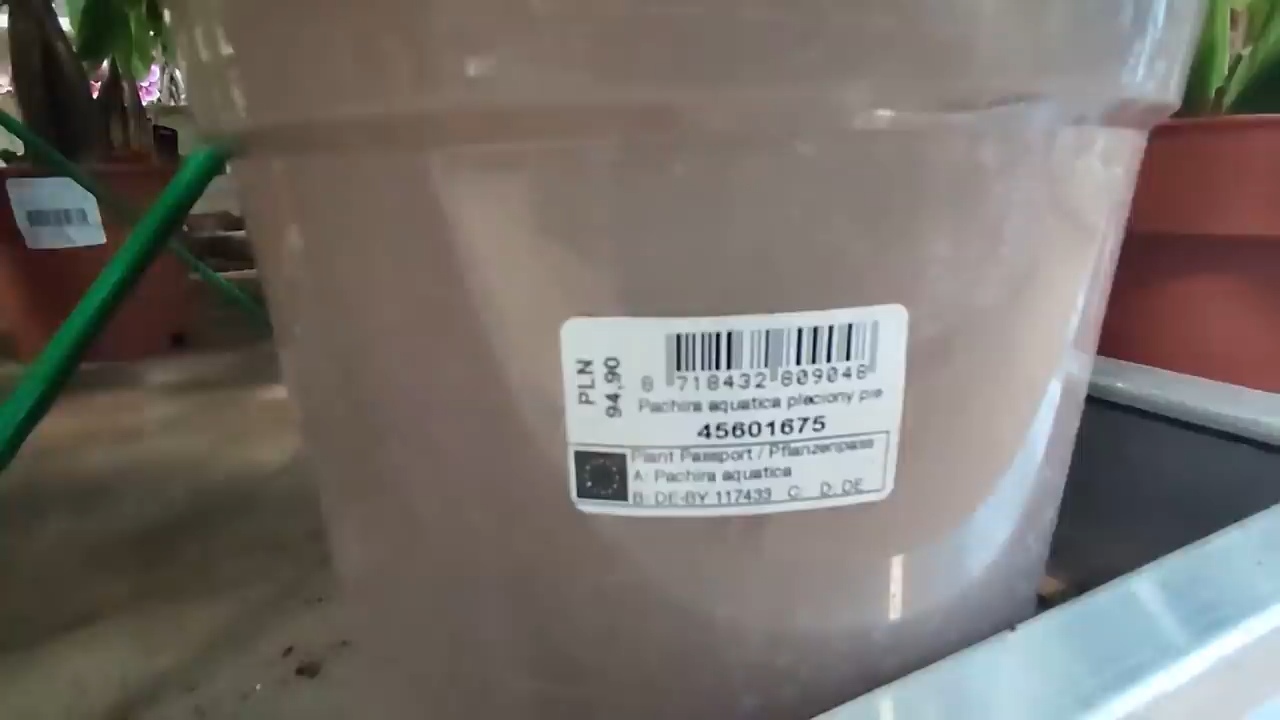 PLN
94,90
8 718432 809048
Pachira aquatica pleciony pie
45601675
Plant Passport / Pflanzenpass
A: Pachira aquatica
B: DE-BY 117433 C: D: DE